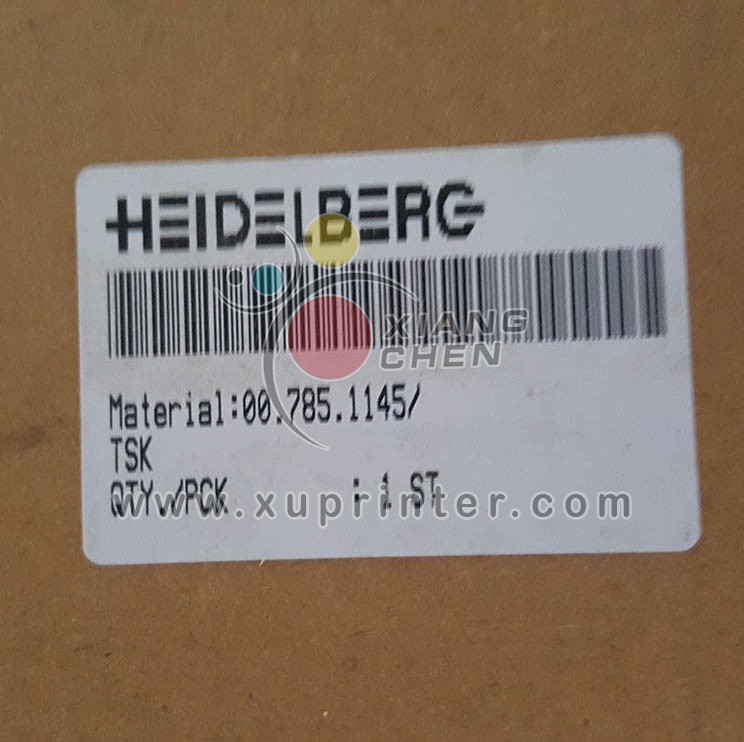 HEIDELBERG
XIANG
CHEN
Material:00.785.1145/
TSK
QTY./PCK : 1 ST
www.xuprinter.com